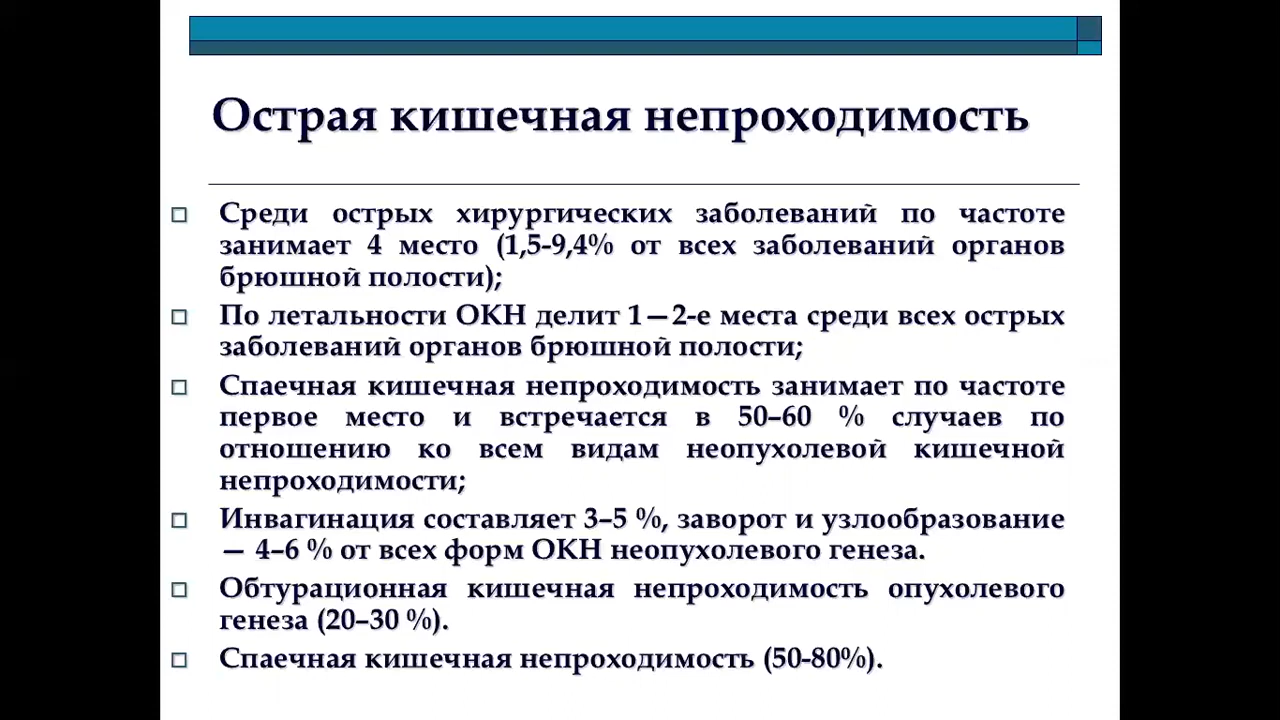 Острая кишечная непроходимость
Среди острых хирургических заболеваний по частоте
занимает 4 место (1,5-9,4% от всех заболеваний органов
брюшной полости);
По летальности ОКН делит 1—2-е места среди всех острых
заболеваний органов брюшной полости;
Спаечная кишечная непроходимость занимает по частоте
первое место и встречается в 50–60 % случаев по
отношению ко всем видам неопухолевой кишечной
непроходимости;
Инвагинация составляет 3–5 %, заворот и узлообразование
— 4–6 % от всех форм ОКН неопухолевого генеза.
Обтурационная кишечная непроходимость опухолевого
генеза (20–30 %).
Спаечная кишечная непроходимость (50-80%).